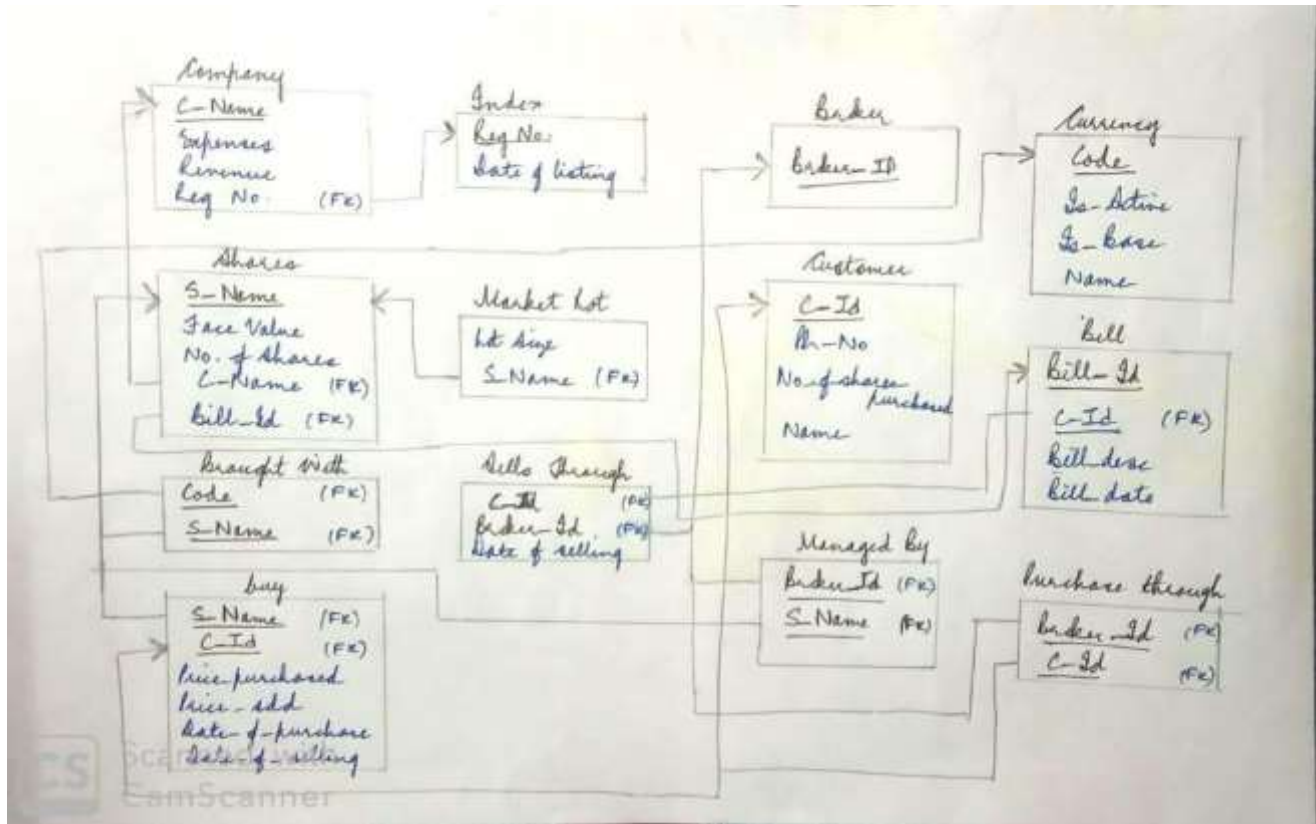 Company
C-Name
Expenses
Revenue
Reg No. (FK)
Index
Reg No.
Date of listing
Broker
Broker-ID
Currency
Code
Is-Active
Is-Base
Name
Shares
S-Name
Face Value
No. of shares
C-Name (FK)
Bill-Id (FK)
Market Lot
Lot size
S-Name (FK)
Customer
C-Id
Ph-No
No-of-shares
purchased
Name
Bill
Bill-Id
C-Id (FK)
Bill-desc
Bill-date
Brought With
Code (FK)
S-Name (FK)
Sells Through
C-Id (FK)
Broker-Id (FK)
Date of selling
Managed By
Broker-Id (FK)
S-Name (FK)
Purchase through
Broker-Id (FK)
C-Id (FK)
buy
S-Name (FK)
C-Id (FK)
Price purchased
Price-sold
Date-of-purchase
Date-of-selling
CS Scanned with
CamScanner